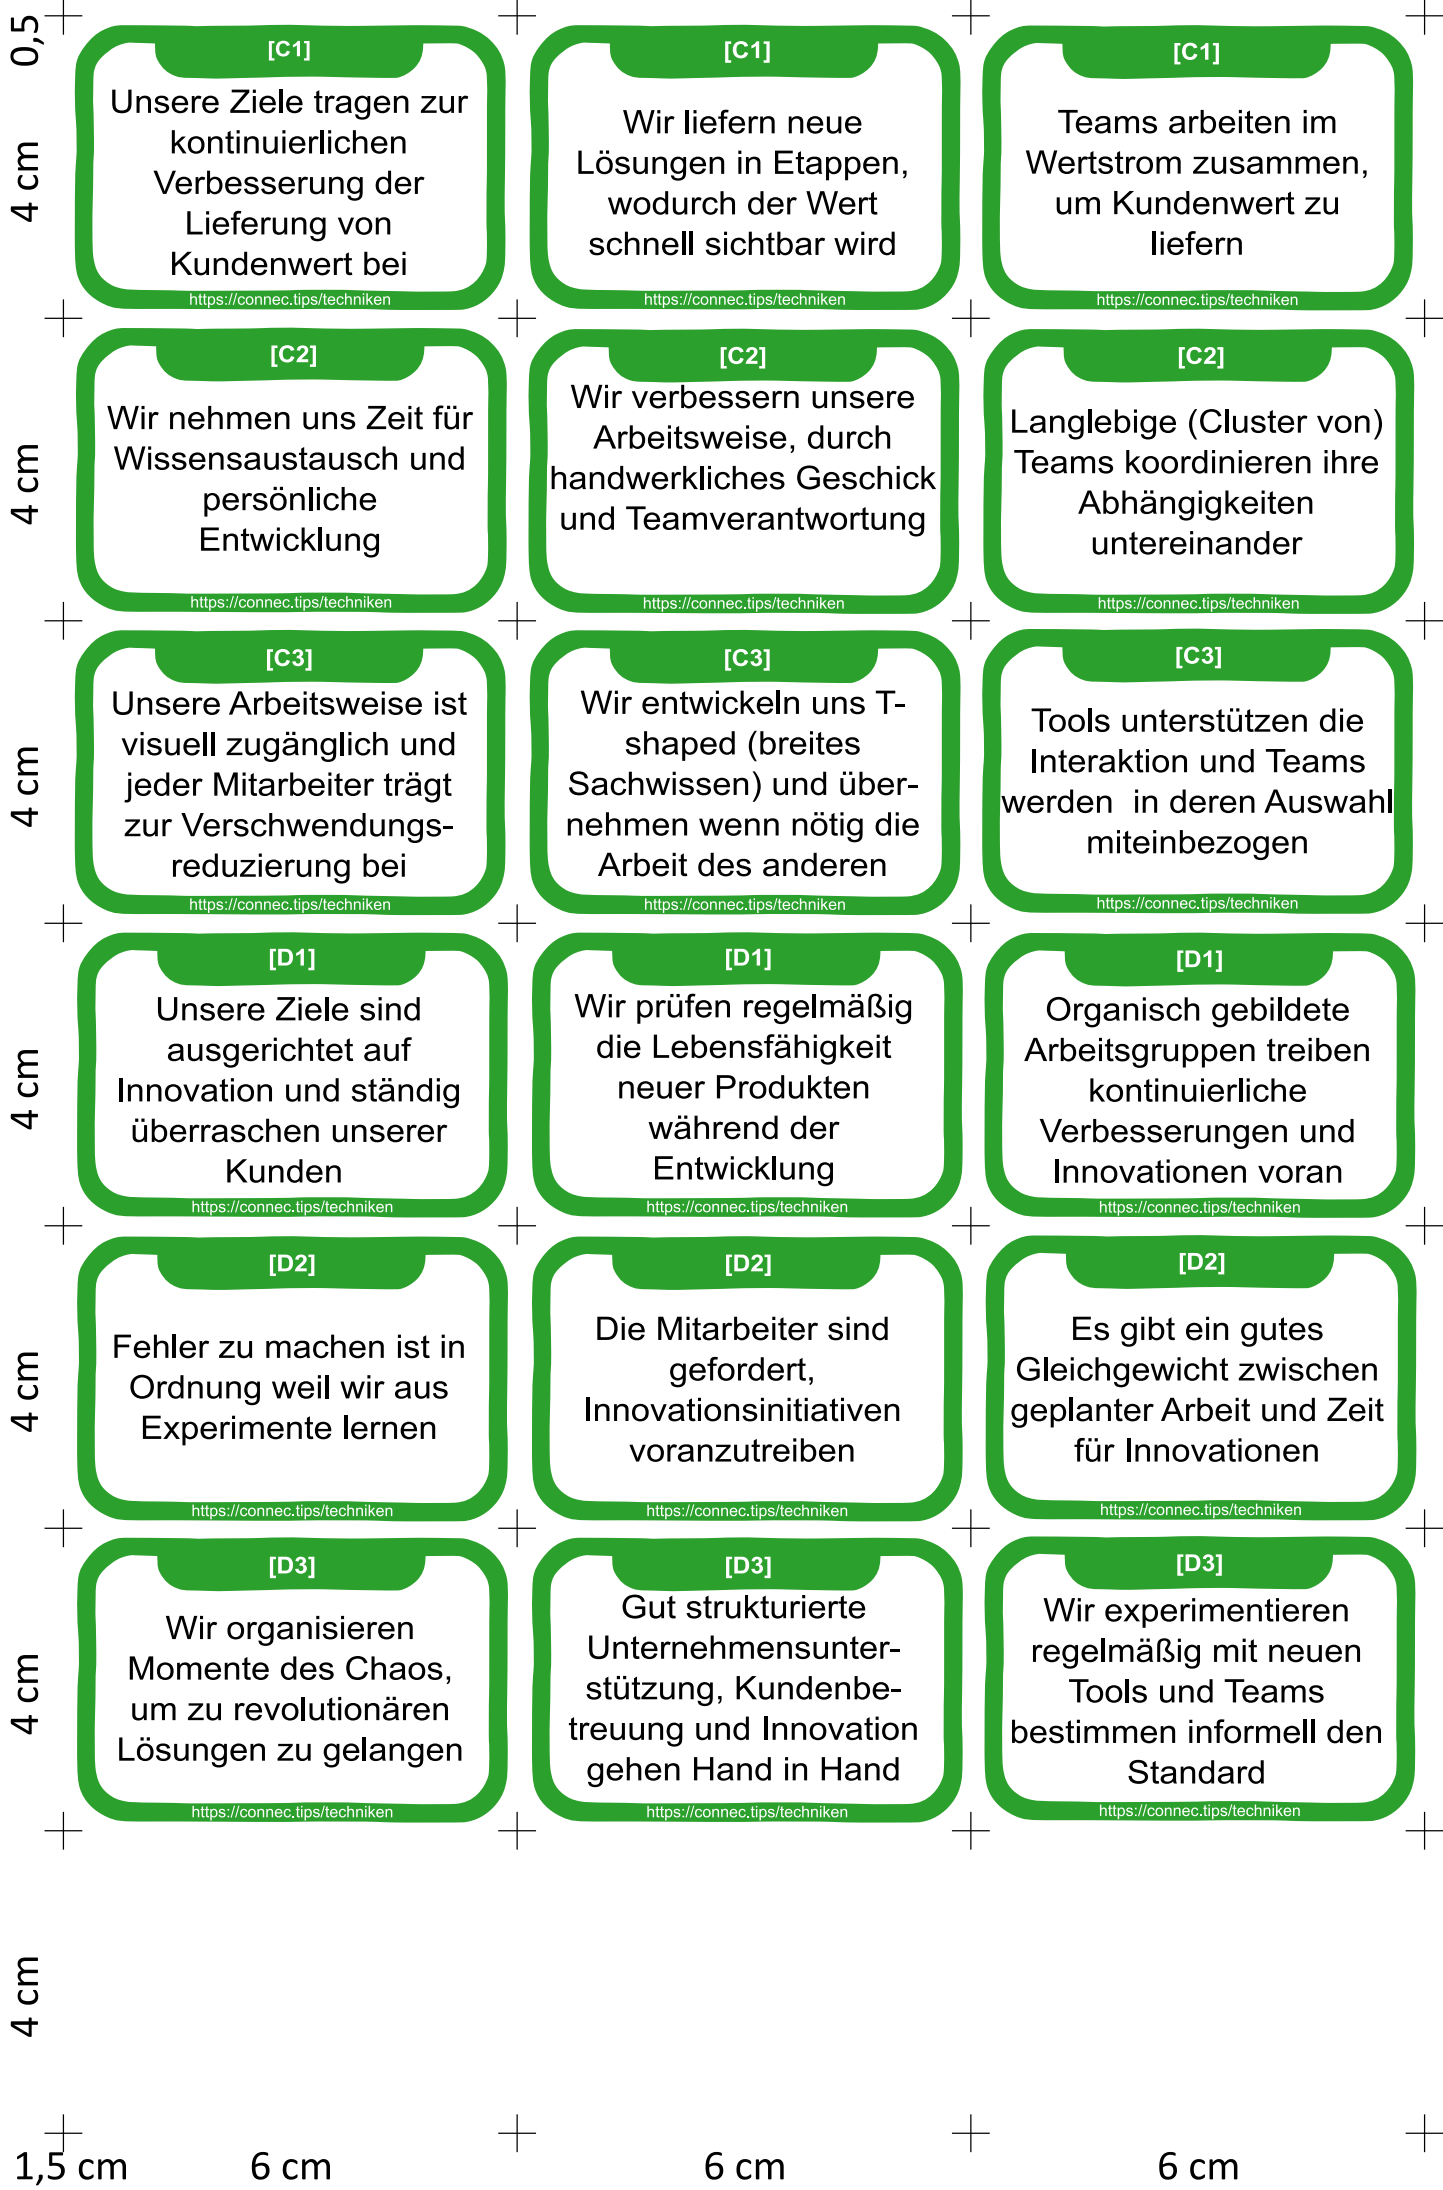 0,5
4 cm
[C1]
Unsere Ziele tragen zur
kontinuierlichen
Verbesserung der
Lieferung von
Kundenwert bei
https://connec.tips/techniken
[C1]
Wir liefern neue
Lösungen in Etappen,
wodurch der Wert
schnell sichtbar wird
https://connec.tips/techniken
[C1]
Teams arbeiten im
Wertstrom zusammen,
um Kundenwert zu
liefern
https://connec.tips/techniken
4 cm
[C2]
Wir nehmen uns Zeit für
Wissensaustausch und
persönliche
Entwicklung
https://connec.tips/techniken
[C2]
Wir verbessern unsere
Arbeitsweise, durch
handwerkliches Geschick
und Teamverantwortung
https://connec.tips/techniken
[C2]
Langlebige (Cluster von)
Teams koordinieren ihre
Abhängigkeiten
untereinander
https://connec.tips/techniken
4 cm
[C3]
Unsere Arbeitsweise ist
visuell zugänglich und
jeder Mitarbeiter trägt
zur Verschwendungs-
reduzierung bei
https://connec.tips/techniken
[C3]
Wir entwickeln uns T-
shaped (breites
Sachwissen) und über-
nehmen wenn nötig die
Arbeit des anderen
https://connec.tips/techniken
[C3]
Tools unterstützen die
Interaktion und Teams
werden  in deren Auswahl
miteinbezogen
https://connec.tips/techniken
4 cm
[D1]
Unsere Ziele sind
ausgerichtet auf
Innovation und ständig
überraschen unserer
Kunden
https://connec.tips/techniken
[D1]
Wir prüfen regelmäßig
die Lebensfähigkeit
neuer Produkten
während der
Entwicklung
https://connec.tips/techniken
[D1]
Organisch gebildete
Arbeitsgruppen treiben
kontinuierliche
Verbesserungen und
Innovationen voran
https://connec.tips/techniken
4 cm
[D2]
Fehler zu machen ist in
Ordnung weil wir aus
Experimente lernen
https://connec.tips/techniken
[D2]
Die Mitarbeiter sind
gefordert,
Innovationsinitiativen
voranzutreiben
https://connec.tips/techniken
[D2]
Es gibt ein gutes
Gleichgewicht zwischen
geplanter Arbeit und Zeit
für Innovationen
https://connec.tips/techniken
4 cm
[D3]
Wir organisieren
Momente des Chaos,
um zu revolutionären
Lösungen zu gelangen
https://connec.tips/techniken
[D3]
Gut strukturierte
Unternehmensunter-
stützung, Kundenbe-
treuung und Innovation
gehen Hand in Hand
https://connec.tips/techniken
[D3]
Wir experimentieren
regelmäßig mit neuen
Tools und Teams
bestimmen informell den
Standard
https://connec.tips/techniken
4 cm
1,5 cm
6 cm
6 cm
6 cm